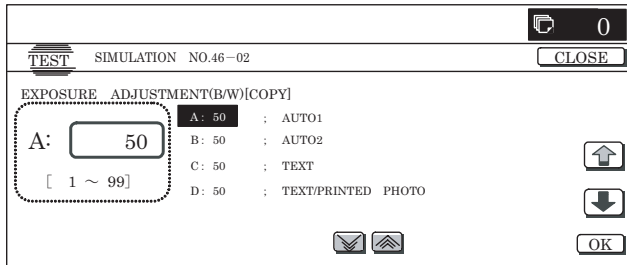 0
TEST SIMULATION NO.46-02 CLOSE
EXPOSURE ADJUSTMENT(B/W)[COPY]
A: 50
[ 1 ～ 99]
A: 50 ; AUTO1
B: 50 ; AUTO2
C: 50 ; TEXT
D: 50 ; TEXT/PRINTED PHOTO
OK